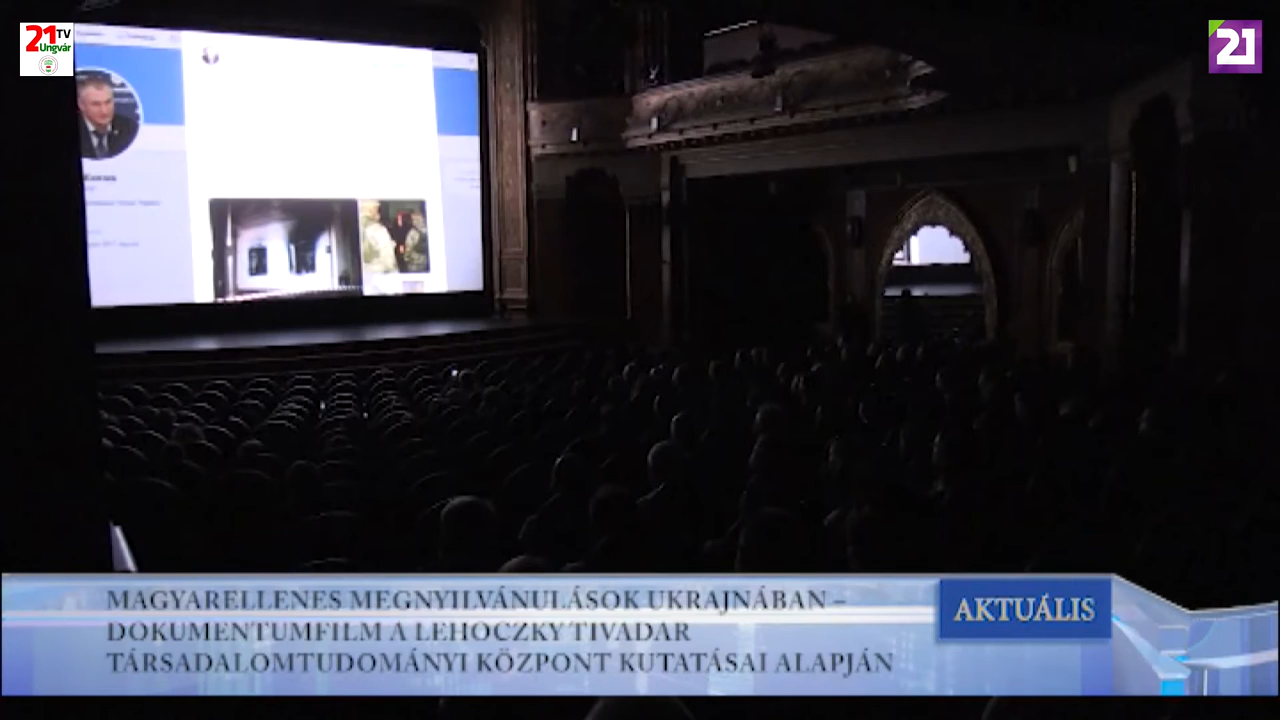 21 TV
Ungvár
21
MAGYARELLENES MEGNYILVÁNULÁSOK UKRAJNÁBAN –
DOKUMENTUMFILM A LEHOCZKY TIVADAR
TÁRSADALOMTUDOMÁNYI KÖZPONT KUTATÁSAI ALAPJÁN
AKTUÁLIS